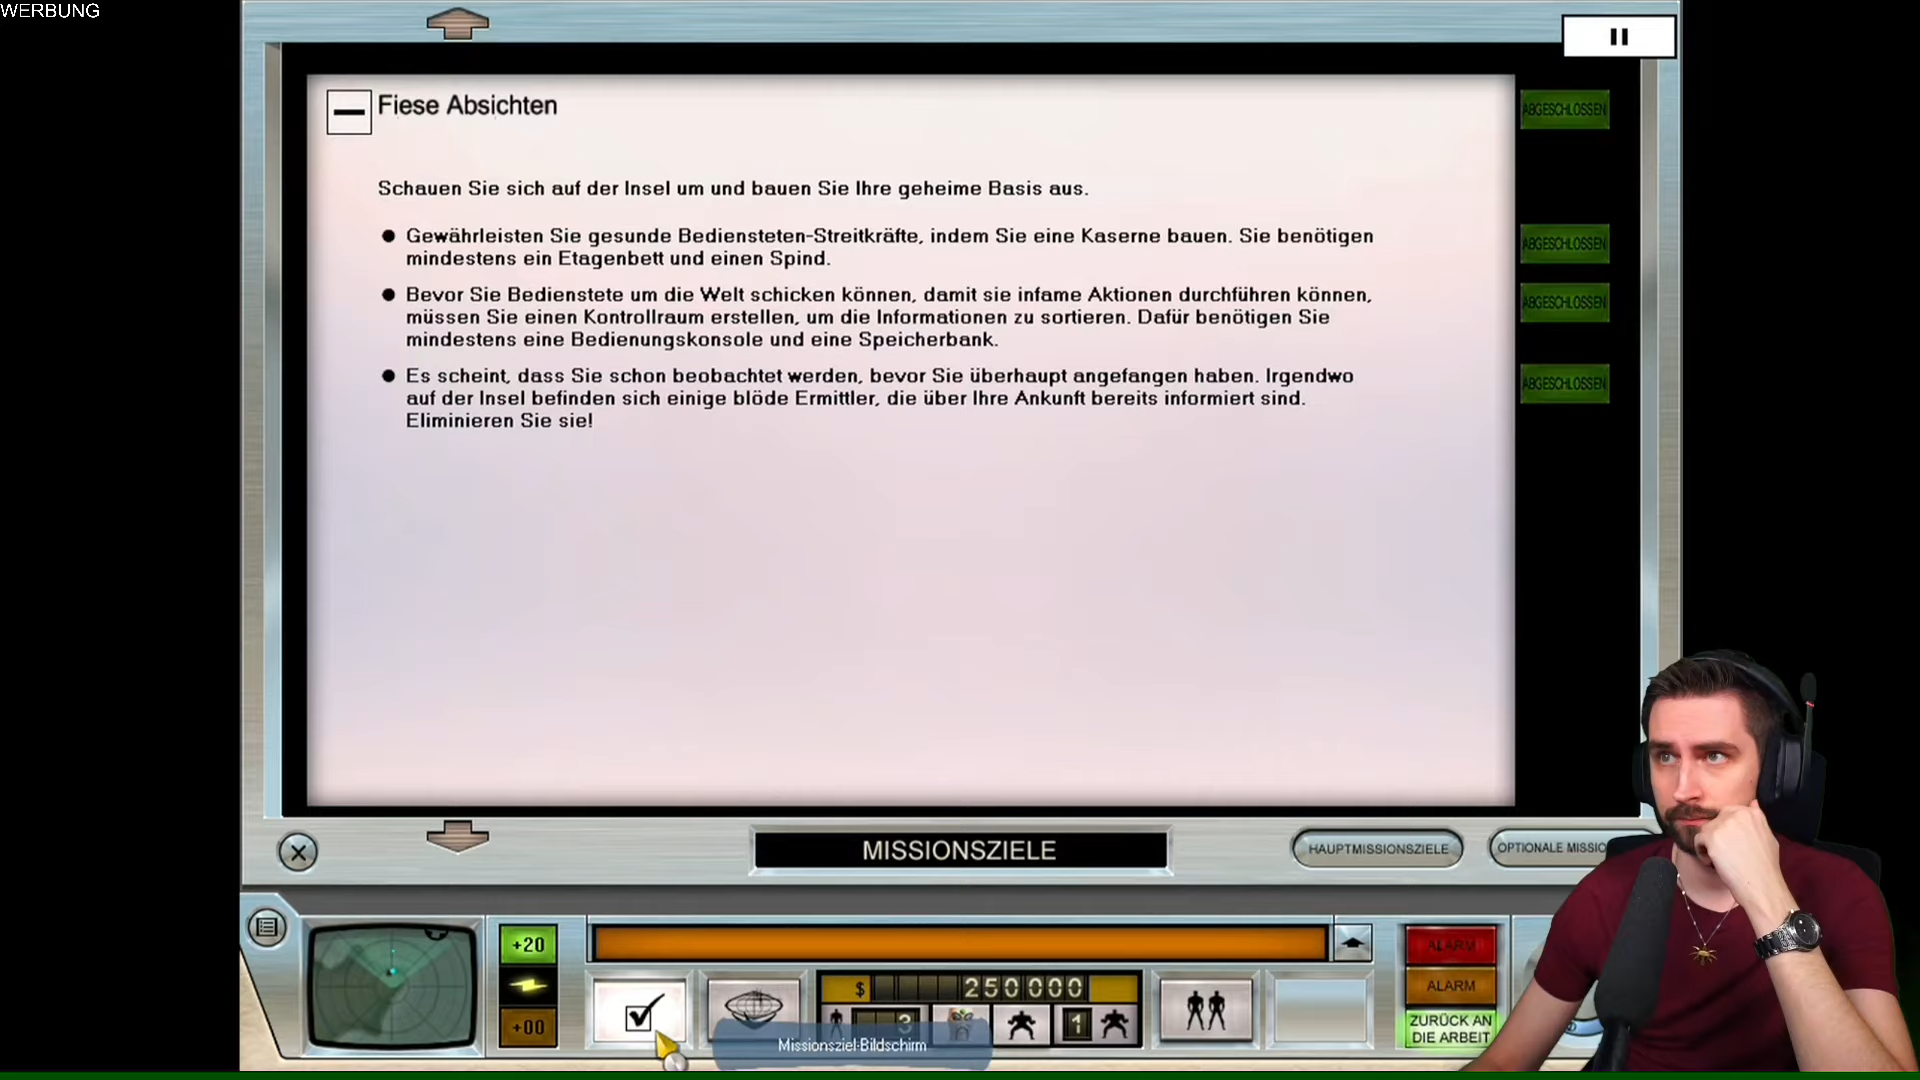 WERBUNG
Fiese Absichten
ABGESCHLOSSEN
Schauen Sie sich auf der Insel um und bauen Sie Ihre geheime Basis aus.
Gewährleisten Sie gesunde Bediensteten-Streitkräfte, indem Sie eine Kaserne bauen. Sie benötigen
mindestens ein Etagenbett und einen Spind.
ABGESCHLOSSEN
Bevor Sie Bedienstete um die Welt schicken können, damit sie infame Aktionen durchführen können,
müssen Sie einen Kontrollraum erstellen, um die Informationen zu sortieren. Dafür benötigen Sie
mindestens eine Bedienungskonsole und eine Speicherbank.
ABGESCHLOSSEN
Es scheint, dass Sie schon beobachtet werden, bevor Sie überhaupt angefangen haben. Irgendwo
auf der Insel befinden sich einige blöde Ermittler, die über Ihre Ankunft bereits informiert sind.
Eliminieren Sie sie!
ABGESCHLOSSEN
MISSIONSZIELE
HAUPTMISSIONSZIELE
OPTIONALE MISSIO
+20
+00
$ 250000
3
1
Missionsziel-Bildschirm
ALARM
ALARM
ZURÜCK AN
DIE ARBEIT